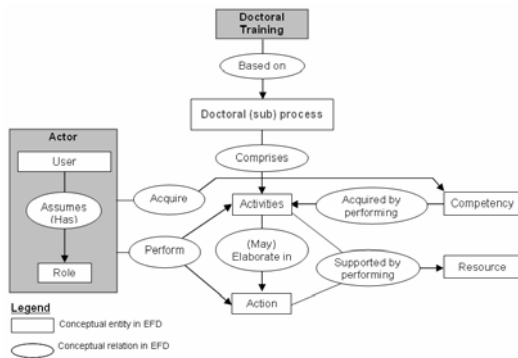 Doctoral
Training
Based on
Doctoral (sub) process
Actor
User
Comprises
Assumes
(Has)
Acquire
Activities
Acquired by
performing
Competency
Perform
(May)
Elaborate in
Supported by
performing
Resource
Role
Action
Legend
Conceptual entity in EFD
Conceptual relation in EFD